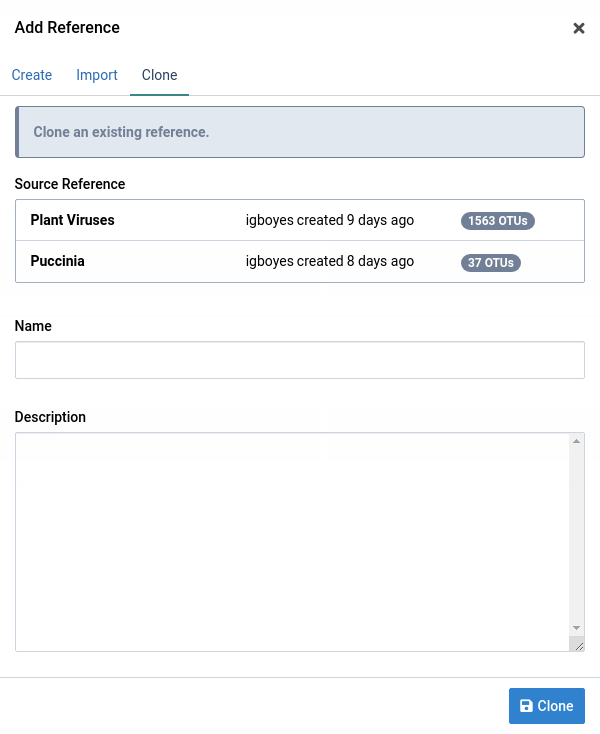 Add Reference
Create Import Clone
Clone an existing reference.
Source Reference
Plant Viruses igboyes created 9 days ago 1563 OTUs
Puccinia igboyes created 8 days ago 37 OTUs
Name
Description
Clone